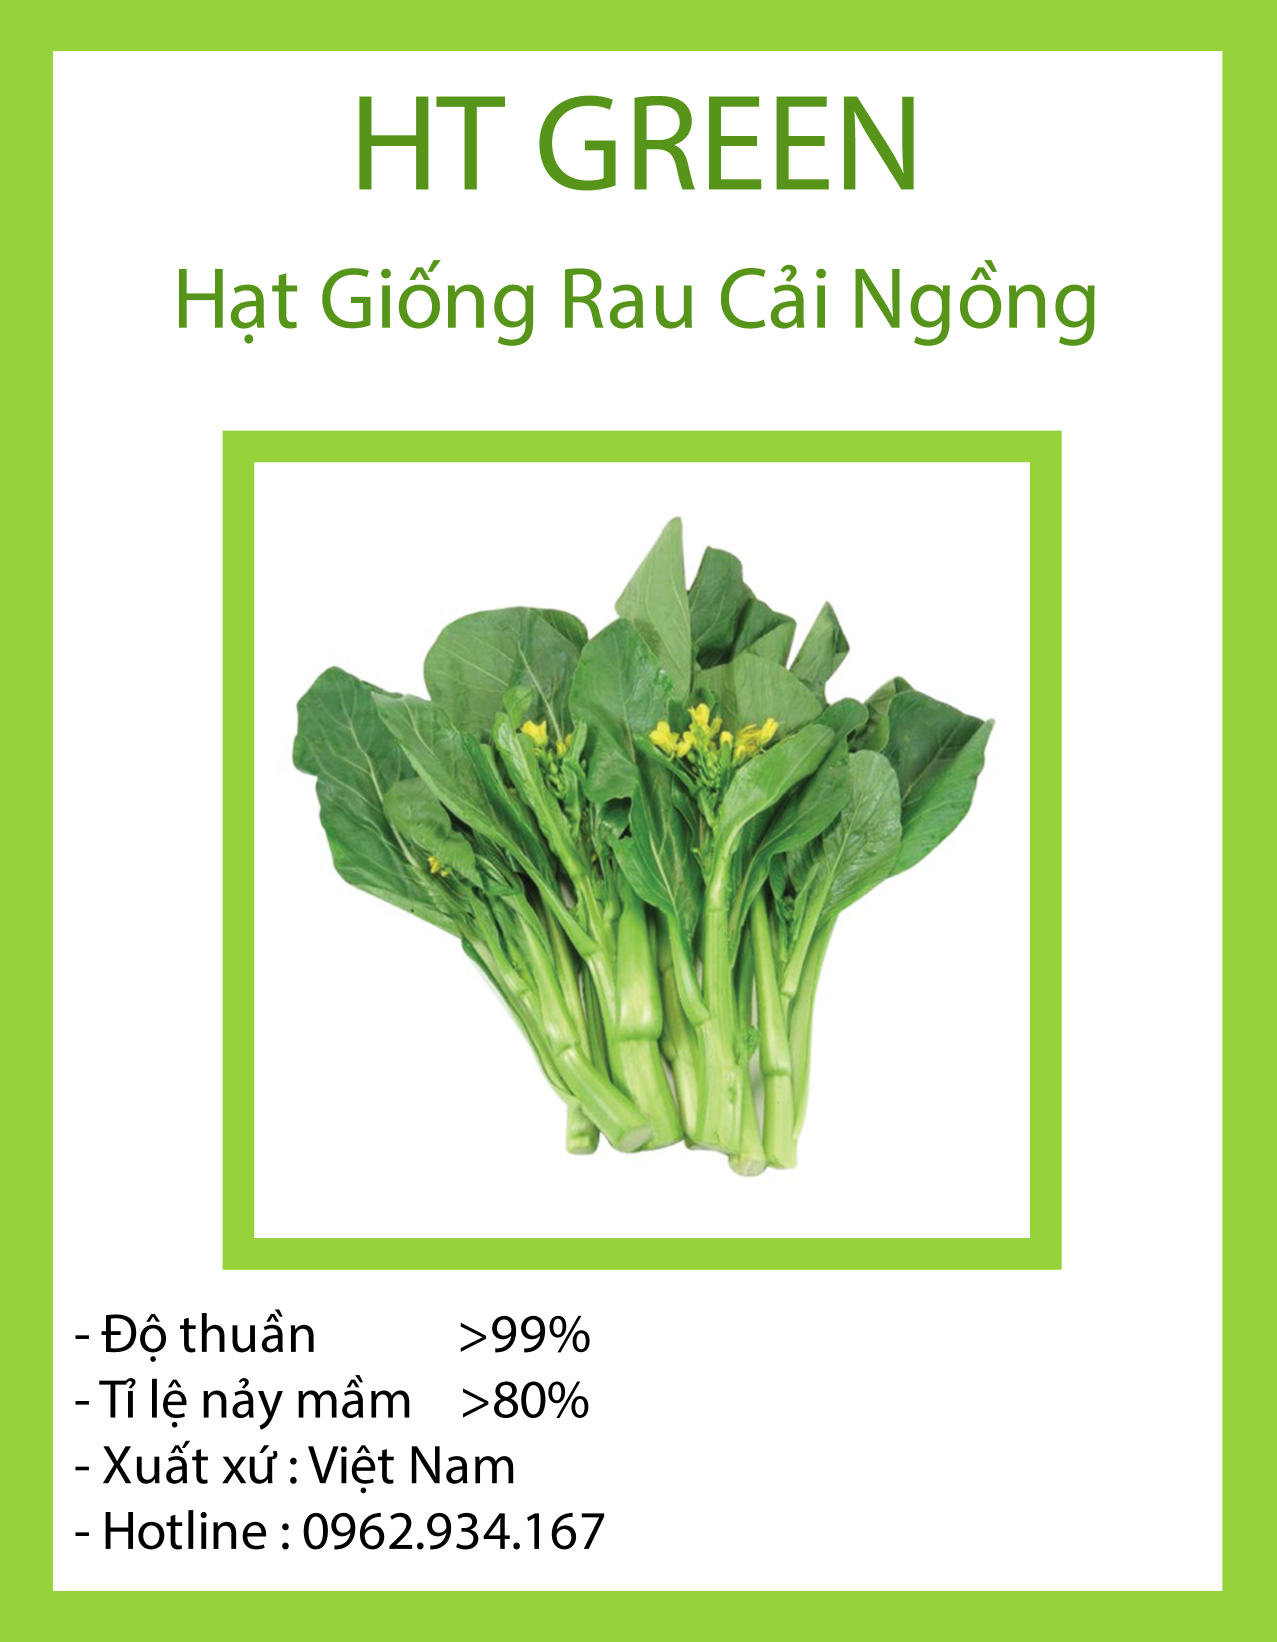 HT GREEN
Hạt Giống Rau Cải Ngồng
- Độ thuần >99%
- Tỉ lệ nảy mầm >80%
- Xuất xứ : Việt Nam
- Hotline : 0962.934.167